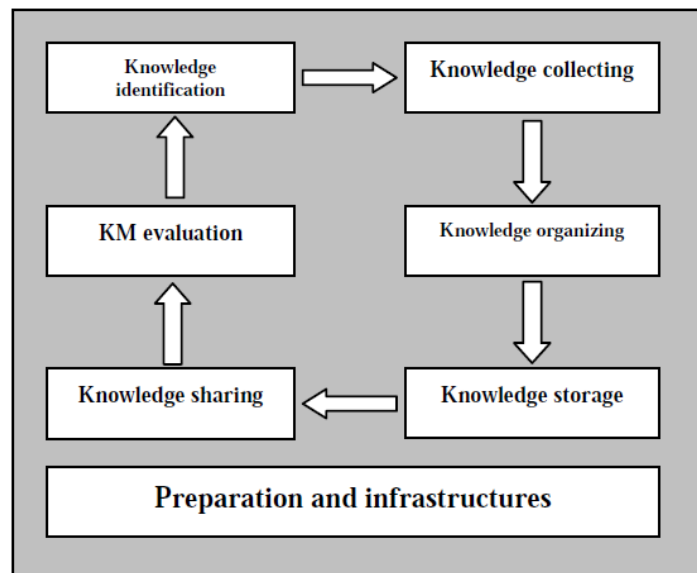 Knowledge
identification
Knowledge collecting
KM evaluation
Knowledge organizing
Knowledge sharing
Knowledge storage
Preparation and infrastructures